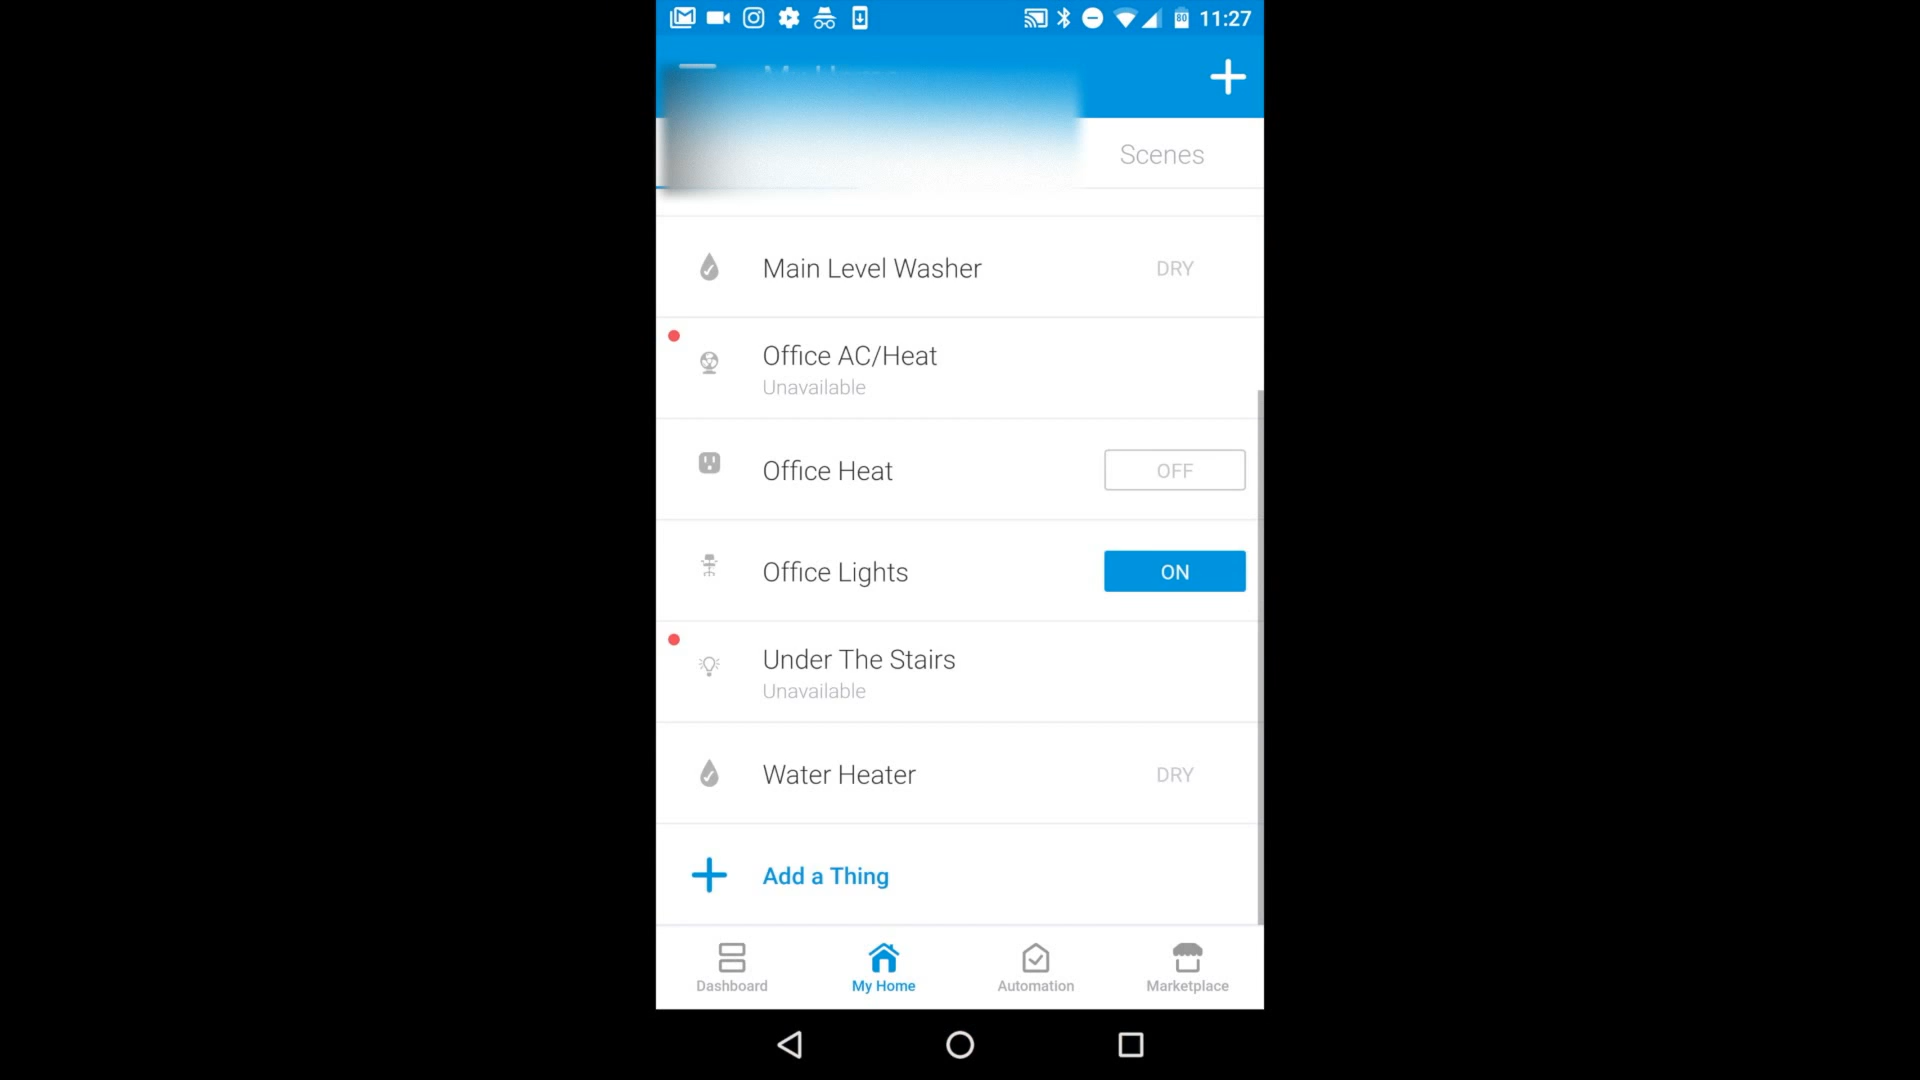 80 11:27
Scenes
Main Level Washer DRY
Office AC/Heat
Unavailable
Office Heat OFF
Office Lights ON
Under The Stairs
Unavailable
Water Heater DRY
Add a Thing
Dashboard My Home Automation Marketplace